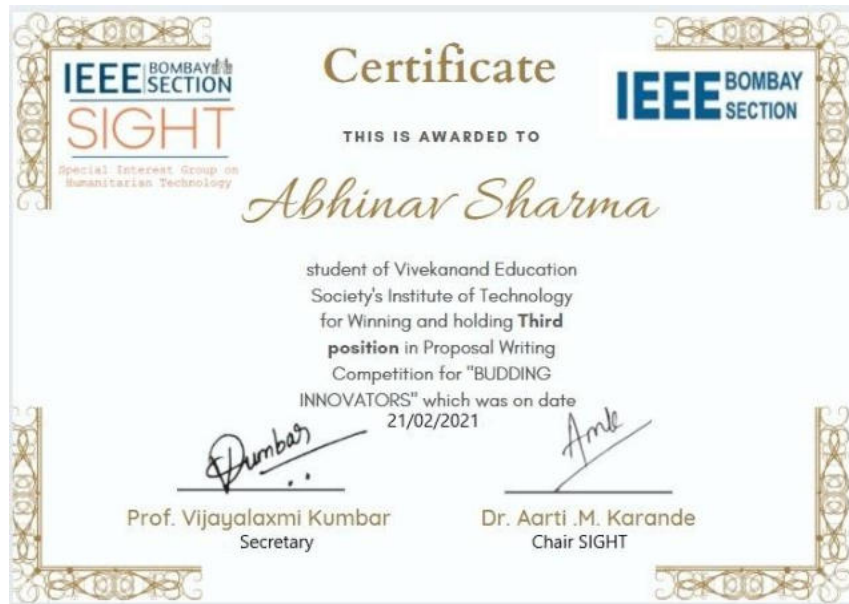 IEEE BOMBAY SECTION
SIGHT
Special Interest Group on
Humanitarian Technology
Certificate
IEEE BOMBAY SECTION
THIS IS AWARDED TO
Abhinav Sharma
student of Vivekanand Education
Society's Institute of Technology
for Winning and holding Third
position in Proposal Writing
Competition for "BUDDING
INNOVATORS" which was on date
21/02/2021
Prof. Vijayalaxmi Kumbar
Secretary
Dr. Aarti .M. Karande
Chair SIGHT